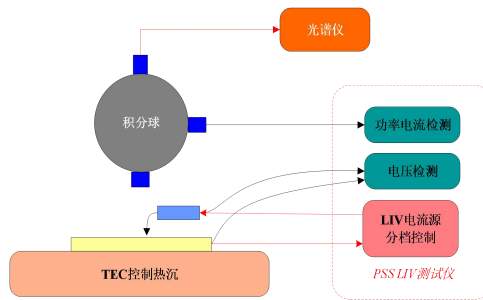 光谱仪
积分球
功率电流检测
电压检测
LIV电流源
分档控制
TEC控制热沉
PSS LIV 测试仪